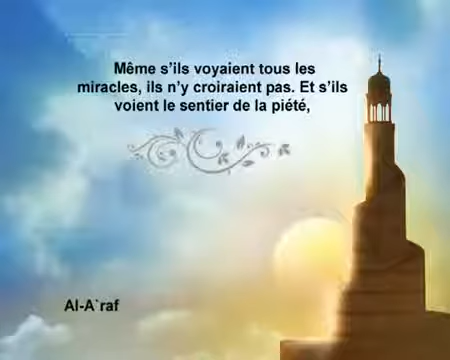 Même s’ils voyaient tous les
miracles, ils n’y croiraient pas. Et s’ils
voient le sentier de la piété,
Al-A`raf